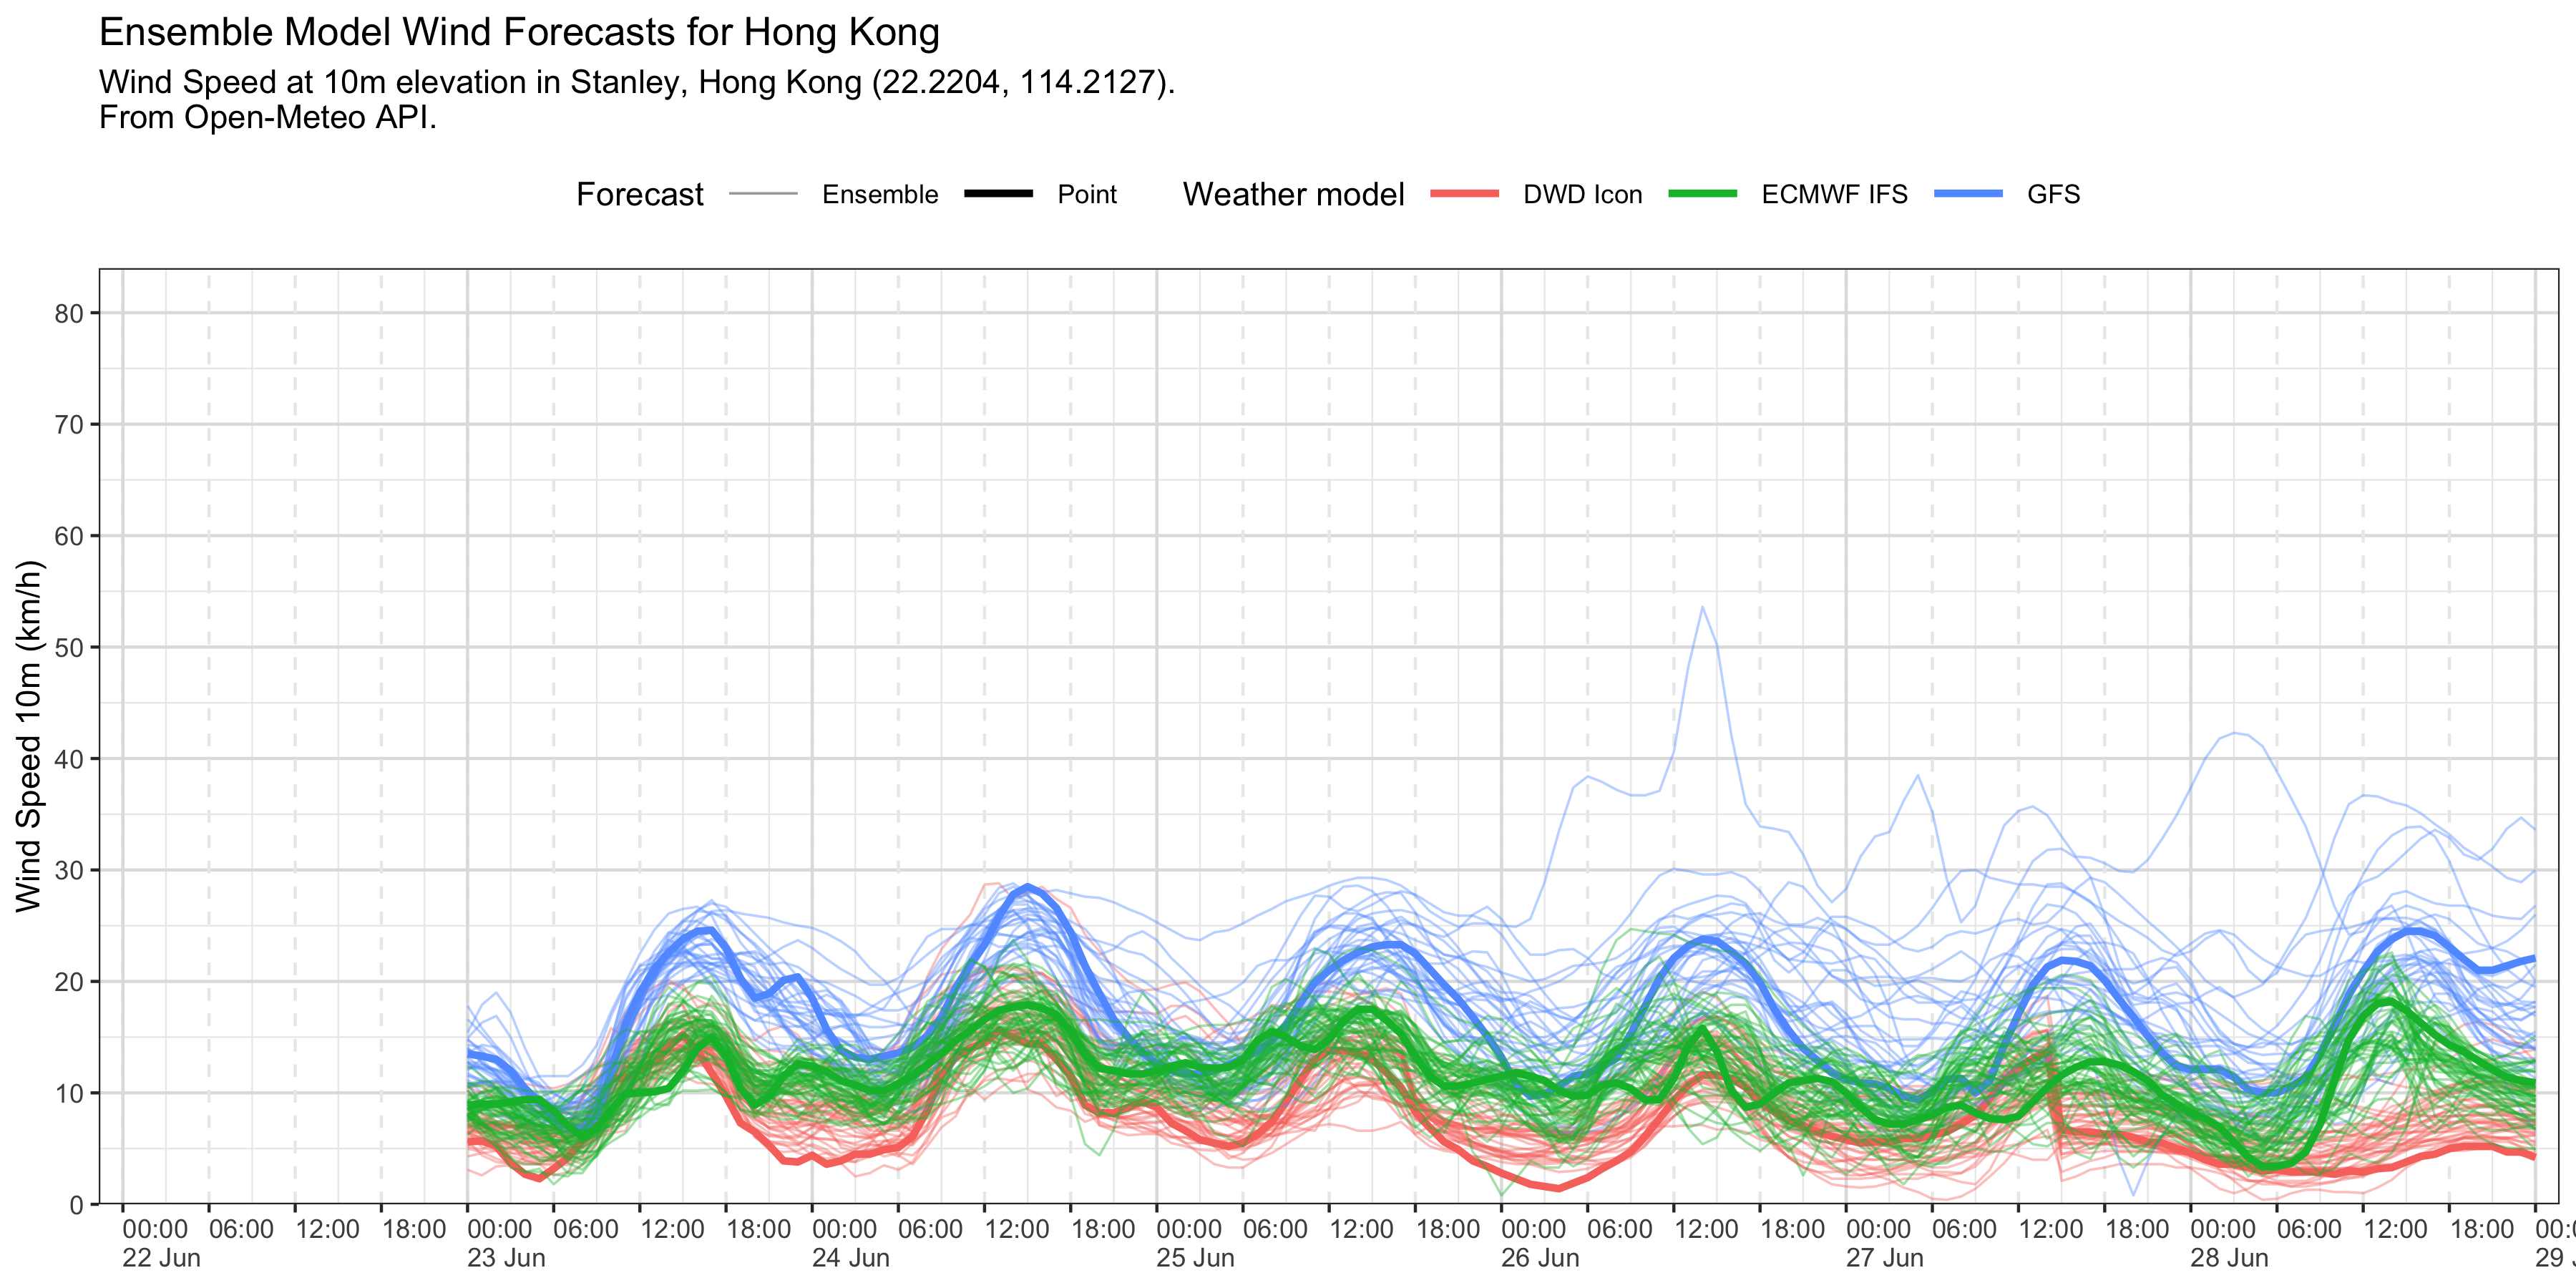 Ensemble Model Wind Forecasts for Hong Kong
Wind Speed at 10m elevation in Stanley, Hong Kong (22.2204, 114.2127).
From Open-Meteo API.
Forecast Ensemble Point Weather model DWD Icon ECMWF IFS GFS
Wind Speed 10m (km/h)
80
70
60
50
40
30
20
10
0
00:00 06:00 12:00 18:00 00:00 06:00 12:00 18:00 00:00 06:00 12:00 18:00 00:00 06:00 12:00 18:00 00:00 06:00 12:00 18:00 00:00 06:00 12:00 18:00 00:00 06:00 12:00 18:00 00:0
22 Jun 23 Jun 24 Jun 25 Jun 26 Jun 27 Jun 28 Jun 29